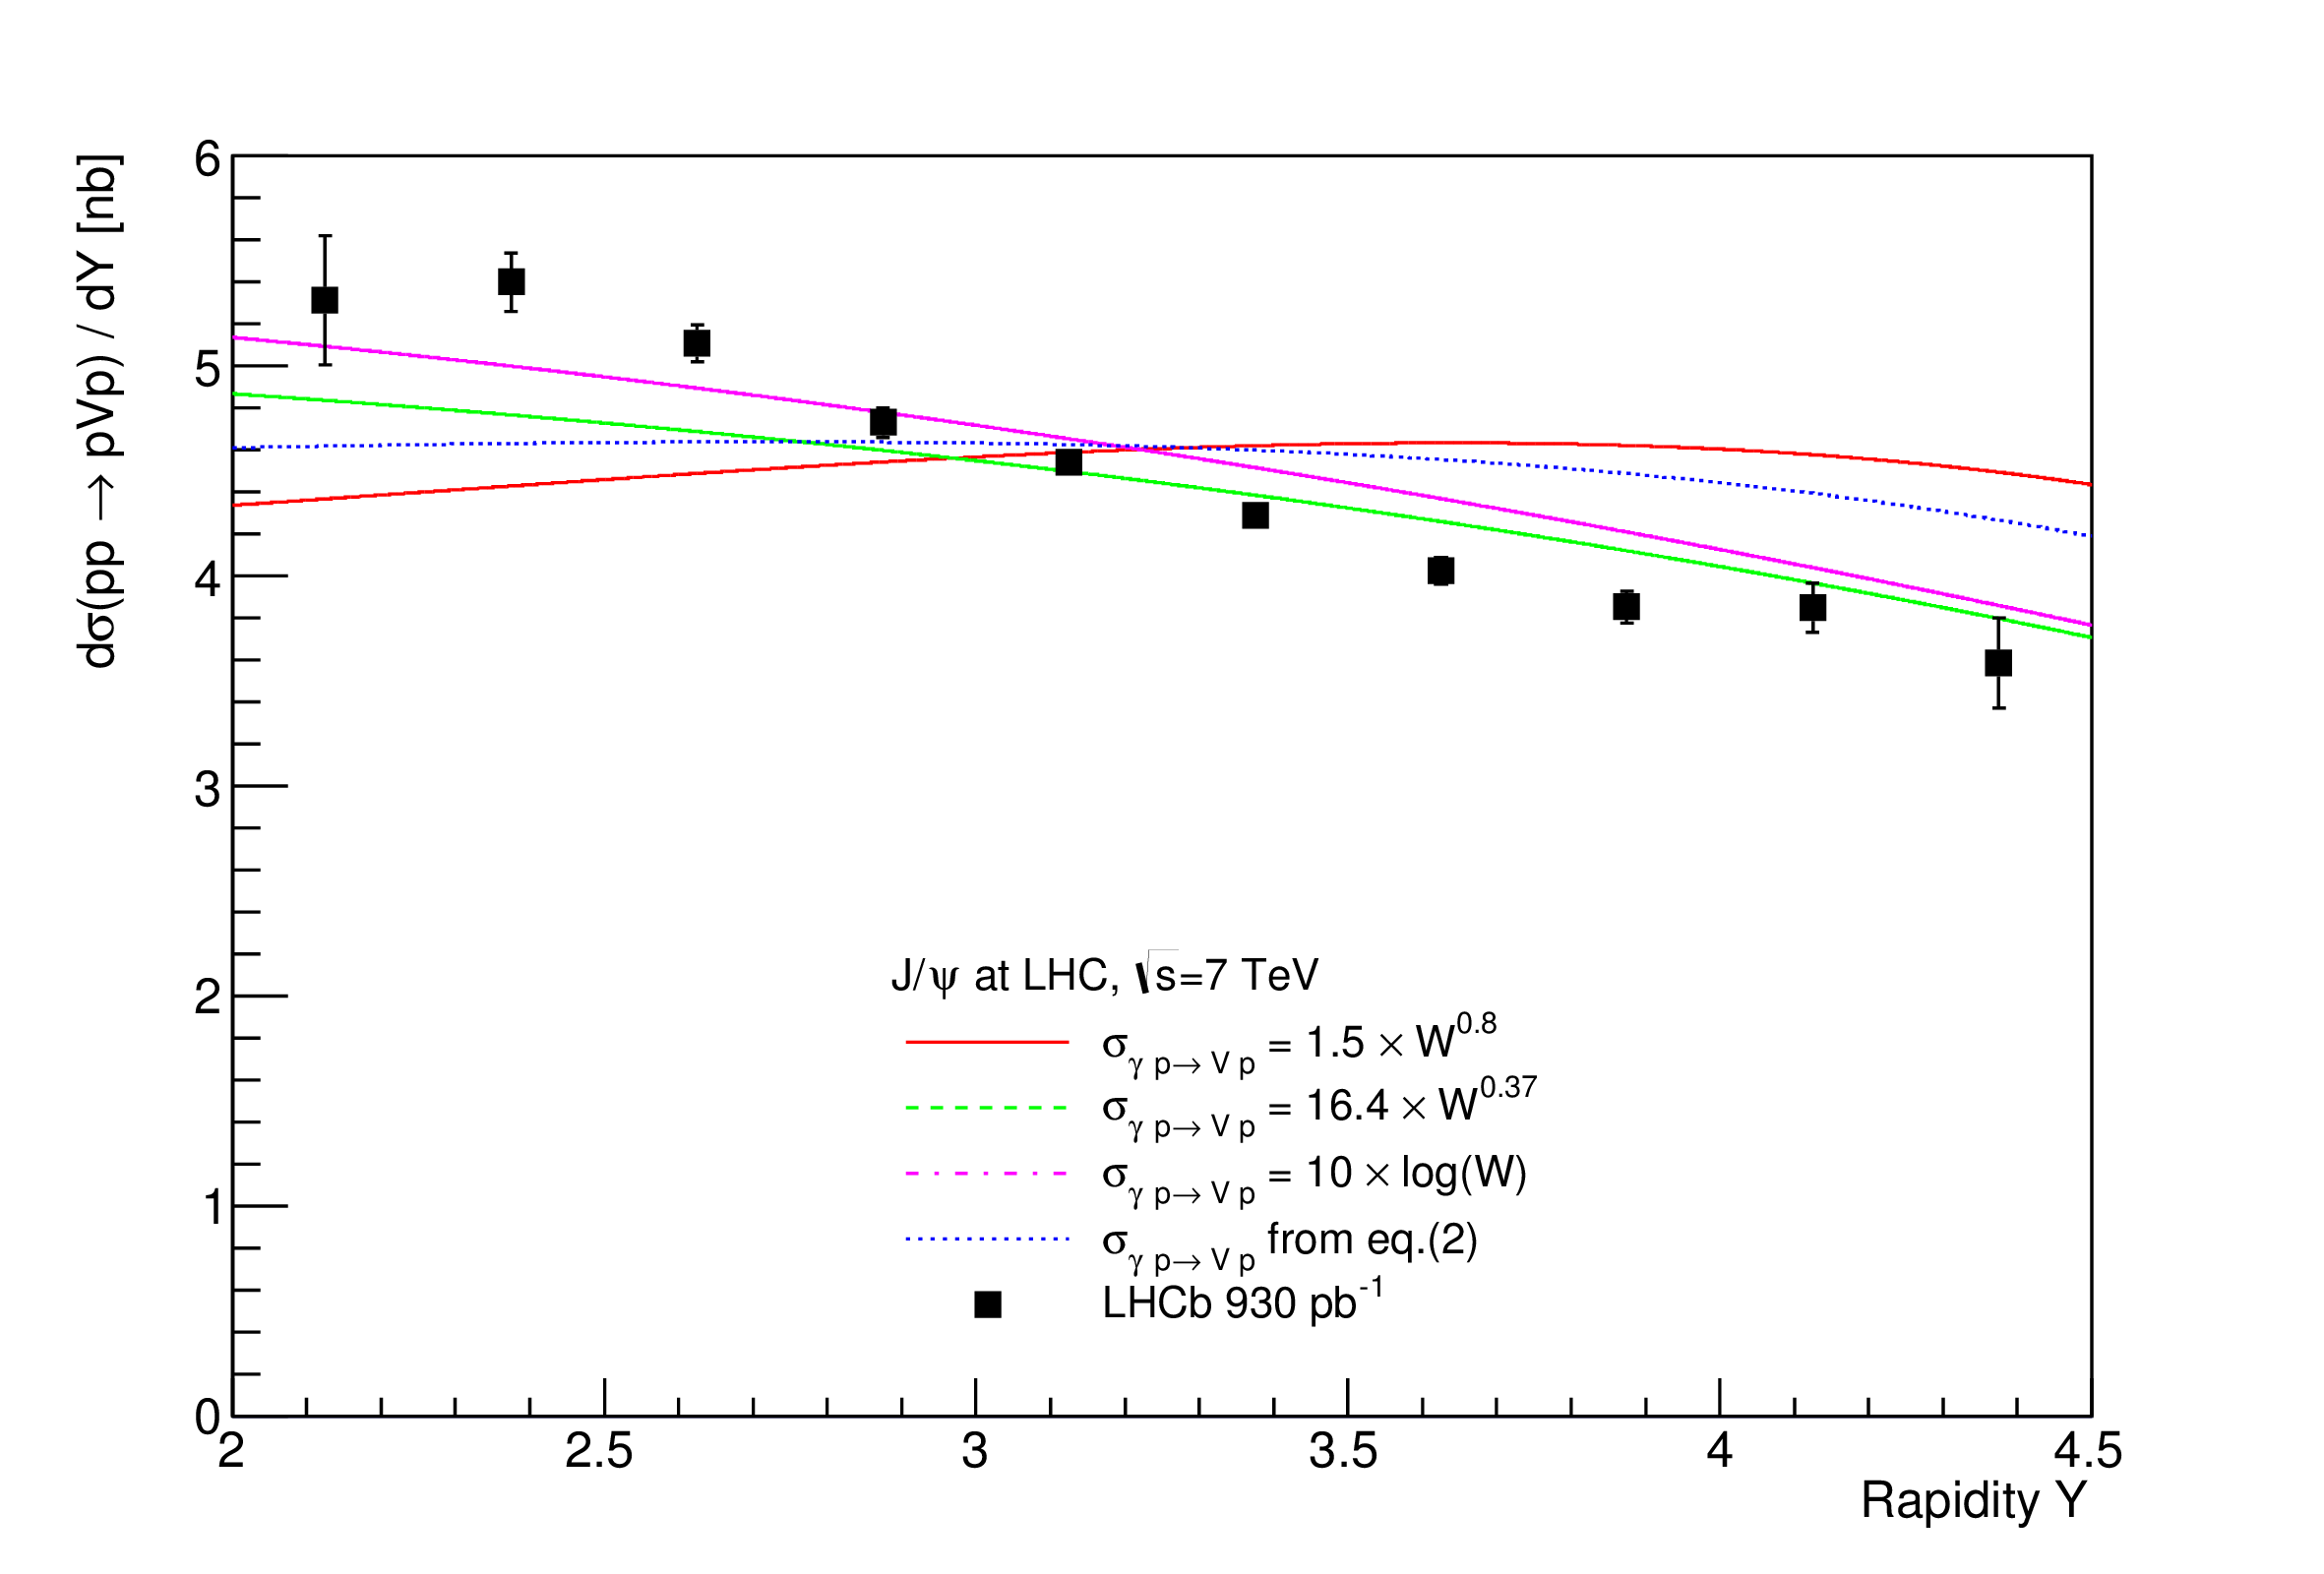 dσ(pp → pVp) / dY [nb]
6
5
4
3
2
1
0
J/ψ at LHC, √s=7 TeV
σγ p→ V p = 1.5 × W^0.8
σγ p→ V p = 16.4 × W^0.37
σγ p→ V p = 10 × log(W)
σγ p→ V p from eq.(2)
LHCb 930 pb^-1
2 2.5 3 3.5 4 4.5
Rapidity Y